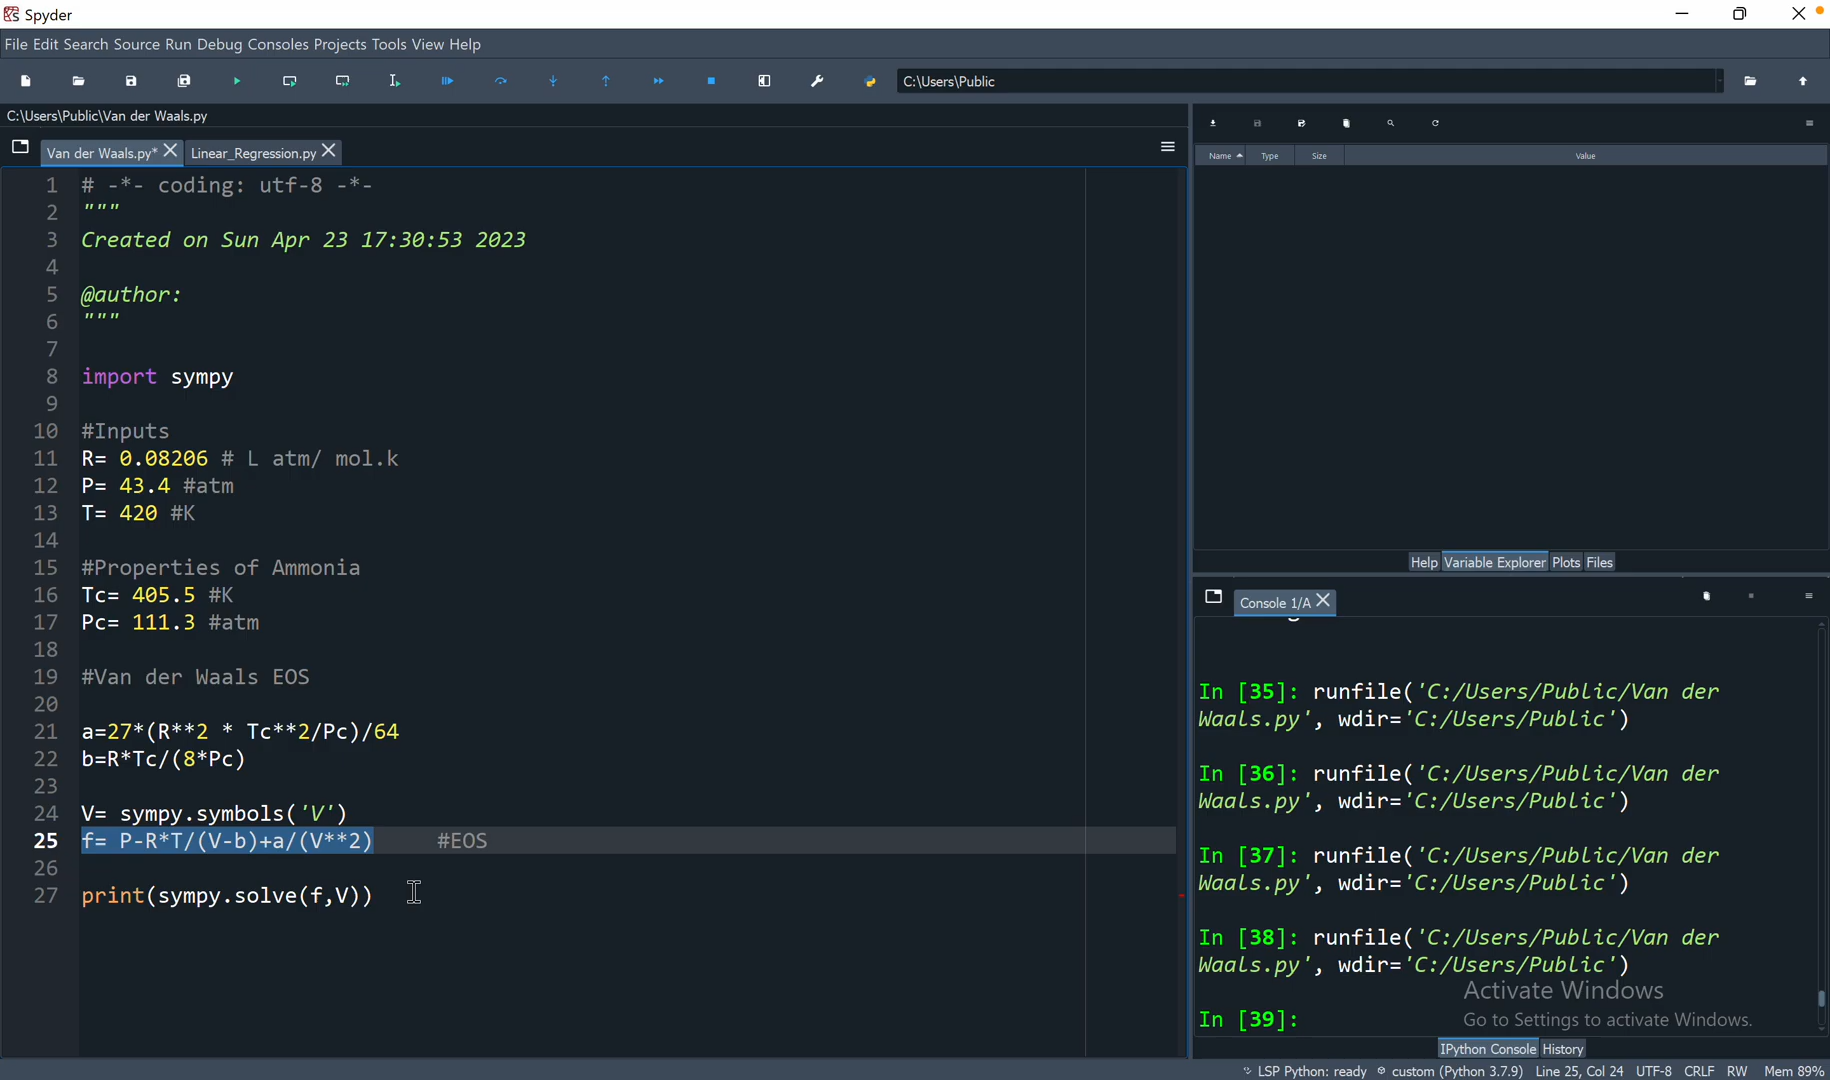 Spyder
File Edit Search Source Run Debug Consoles Projects Tools View Help
C:\Users\Public
C:\Users\Public\Van der Waals.py
Van der Waals.py*
Linear_Regression.py
1 # -*- coding: utf-8 -*-
2 """
3 Created on Sun Apr 23 17:30:53 2023
4
5 @author:
6 """
7
8 import sympy
9
10 #Inputs
11 R= 0.08206 # L atm/ mol.k
12 P= 43.4 #atm
13 T= 420 #K
14
15 #Properties of Ammonia
16 Tc= 405.5 #K
17 Pc= 111.3 #atm
18
19 #Van der Waals EOS
20
21 a=27*(R**2 * Tc**2/Pc)/64
22 b=R*Tc/(8*Pc)
23
24 V= sympy.symbols('V')
25 f= P-R*T/(V-b)+a/(V**2) #EOS
26
27 print(sympy.solve(f,V))
Name Type Size Value
Help Variable Explorer Plots Files
Console 1/A
In [35]: runfile('C:/Users/Public/Van der
Waals.py', wdir='C:/Users/Public')
In [36]: runfile('C:/Users/Public/Van der
Waals.py', wdir='C:/Users/Public')
In [37]: runfile('C:/Users/Public/Van der
Waals.py', wdir='C:/Users/Public')
In [38]: runfile('C:/Users/Public/Van der
Waals.py', wdir='C:/Users/Public')
Activate Windows
In [39]:
Go to Settings to activate Windows.
IPython Console History
LSP Python: ready custom (Python 3.7.9) Line 25, Col 24 UTF-8 CRLF RW Mem 89%